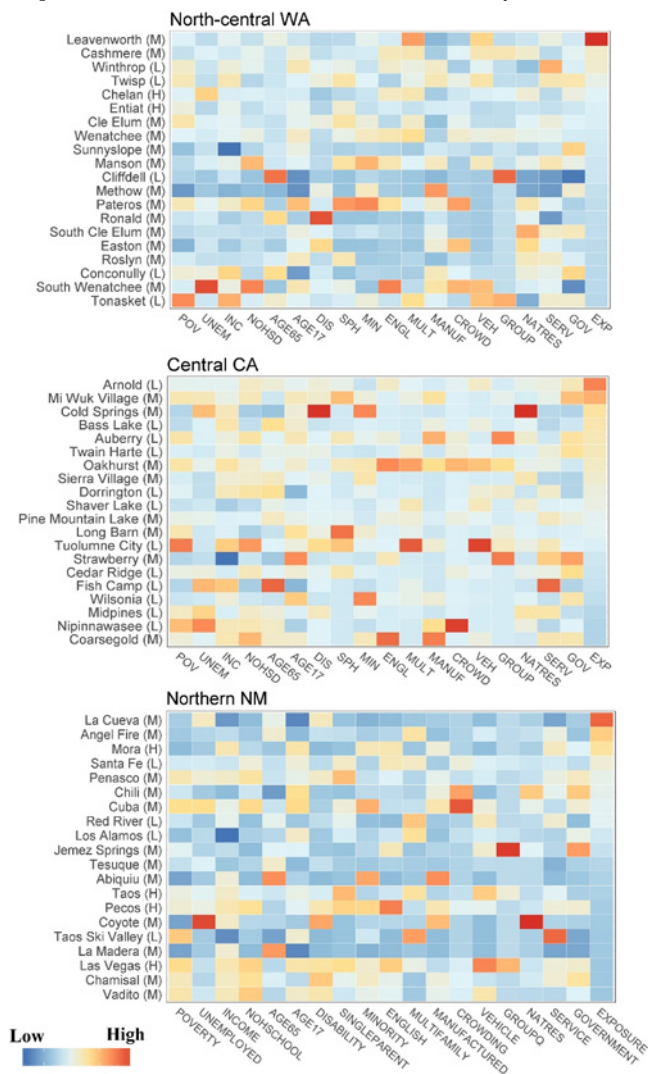 North-central WA
Leavenworth (M)
Cashmere (M)
Winthrop (L)
Twisp (L)
Chelan (H)
Entiat (H)
Cle Elum (M)
Wenatchee (M)
Sunnyslope (M)
Manson (M)
Cliffdell (L)
Methow (M)
Pateros (M)
Ronald (M)
South Cle Elum (M)
Easton (M)
Roslyn (M)
Conconully (L)
South Wenatchee (M)
Tonasket (L)
POV UNEM INC NOHSD AGE65 AGE17 DIS SPH MIN ENGL MULT MANUF CROWD VEH GROUP NATRES SERV GOV EXP
Central CA
Arnold (L)
Mi Wuk Village (M)
Cold Springs (M)
Bass Lake (L)
Auberry (L)
Twain Harte (L)
Oakhurst (M)
Sierra Village (M)
Dorrington (L)
Shaver Lake (L)
Pine Mountain Lake (M)
Long Barn (M)
Tuolumne City (L)
Strawberry (M)
Cedar Ridge (L)
Fish Camp (L)
Wilsonia (L)
Midpines (L)
Nipinnawasee (L)
Coarsegold (M)
POV UNEM INC NOHSD AGE65 AGE17 DIS SPH MIN ENGL MULT MANUF CROWD VEH GROUP NATRES SERV GOV EXP
Northern NM
La Cueva (M)
Angel Fire (M)
Mora (H)
Santa Fe (L)
Penasco (M)
Chili (M)
Cuba (M)
Red River (L)
Los Alamos (L)
Jemez Springs (M)
Tesuque (M)
Abiquiu (M)
Taos (H)
Pecos (H)
Coyote (M)
Taos Ski Valley (L)
La Madera (M)
Las Vegas (H)
Chamisal (M)
Vadito (M)
POVERTY UNEMPLOYED INCOME NOHSCHOOL AGE65 AGE17 DISABILITY SINGLEPARENT MINORITY ENGLISH MULTIFAMILY MANUFACTURED CROWDING VEHICLE GROUPQ NATRES SERVICE GOVERNMENT EXPOSURE
Low High